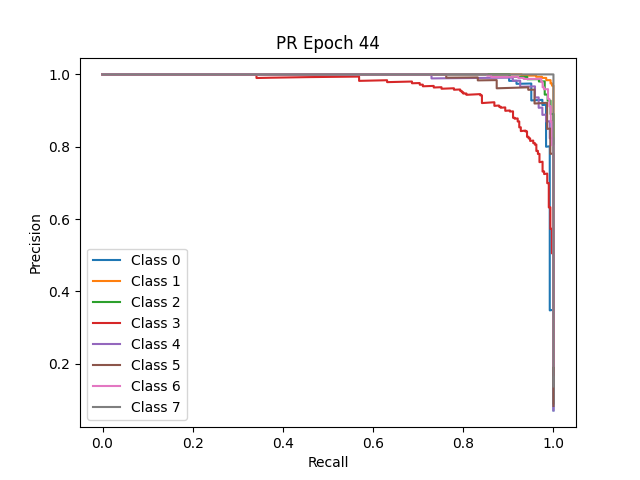 PR Epoch 44
Precision
1.0
0.8
0.6
0.4
0.2
Class 0
Class 1
Class 2
Class 3
Class 4
Class 5
Class 6
Class 7
0.0 0.2 0.4 0.6 0.8 1.0
Recall